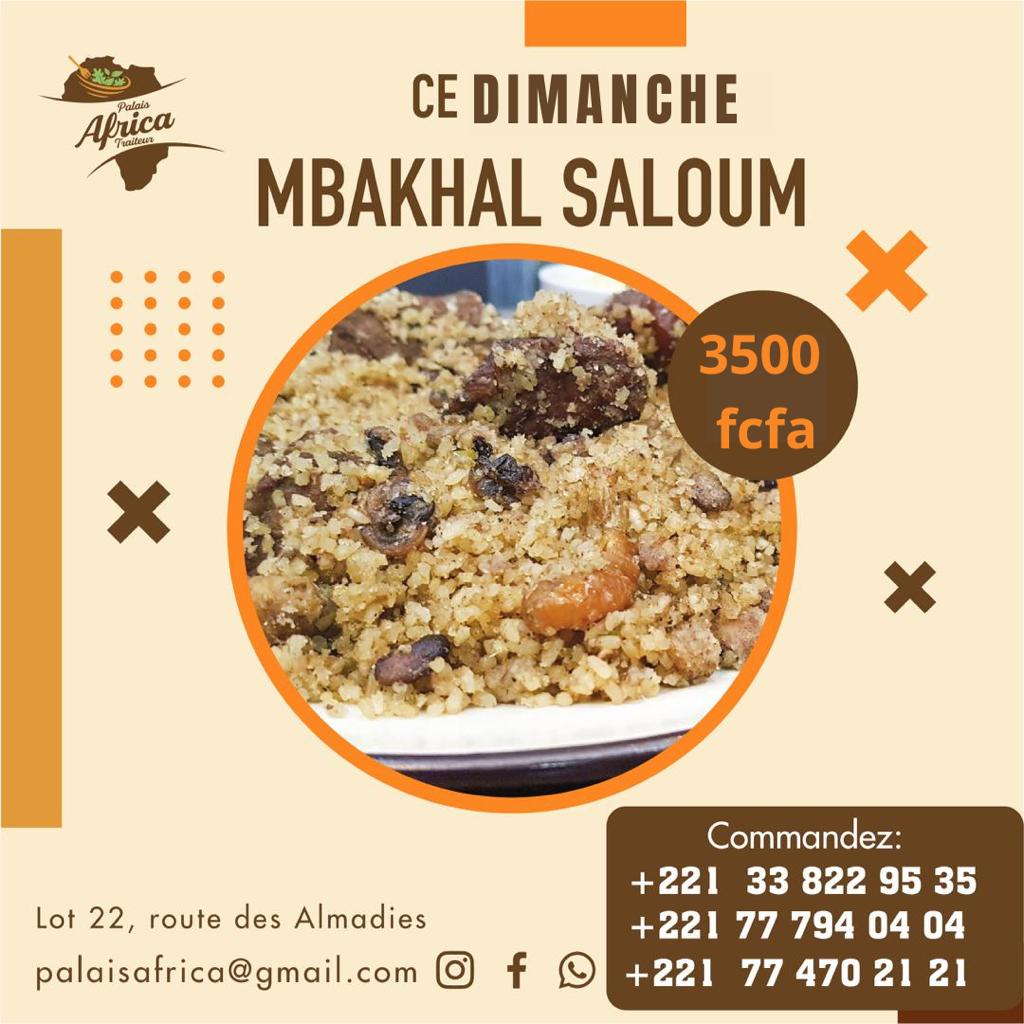 Palais
Africa
Traiteur
CE DIMANCHE
MBAKHAL SALOUM
3500
fcfa
Commandez:
+221 33 822 95 35
+221 77 794 04 04
+221 77 470 21 21
Lot 22, route des Almadies
palaisafrica@gmail.com